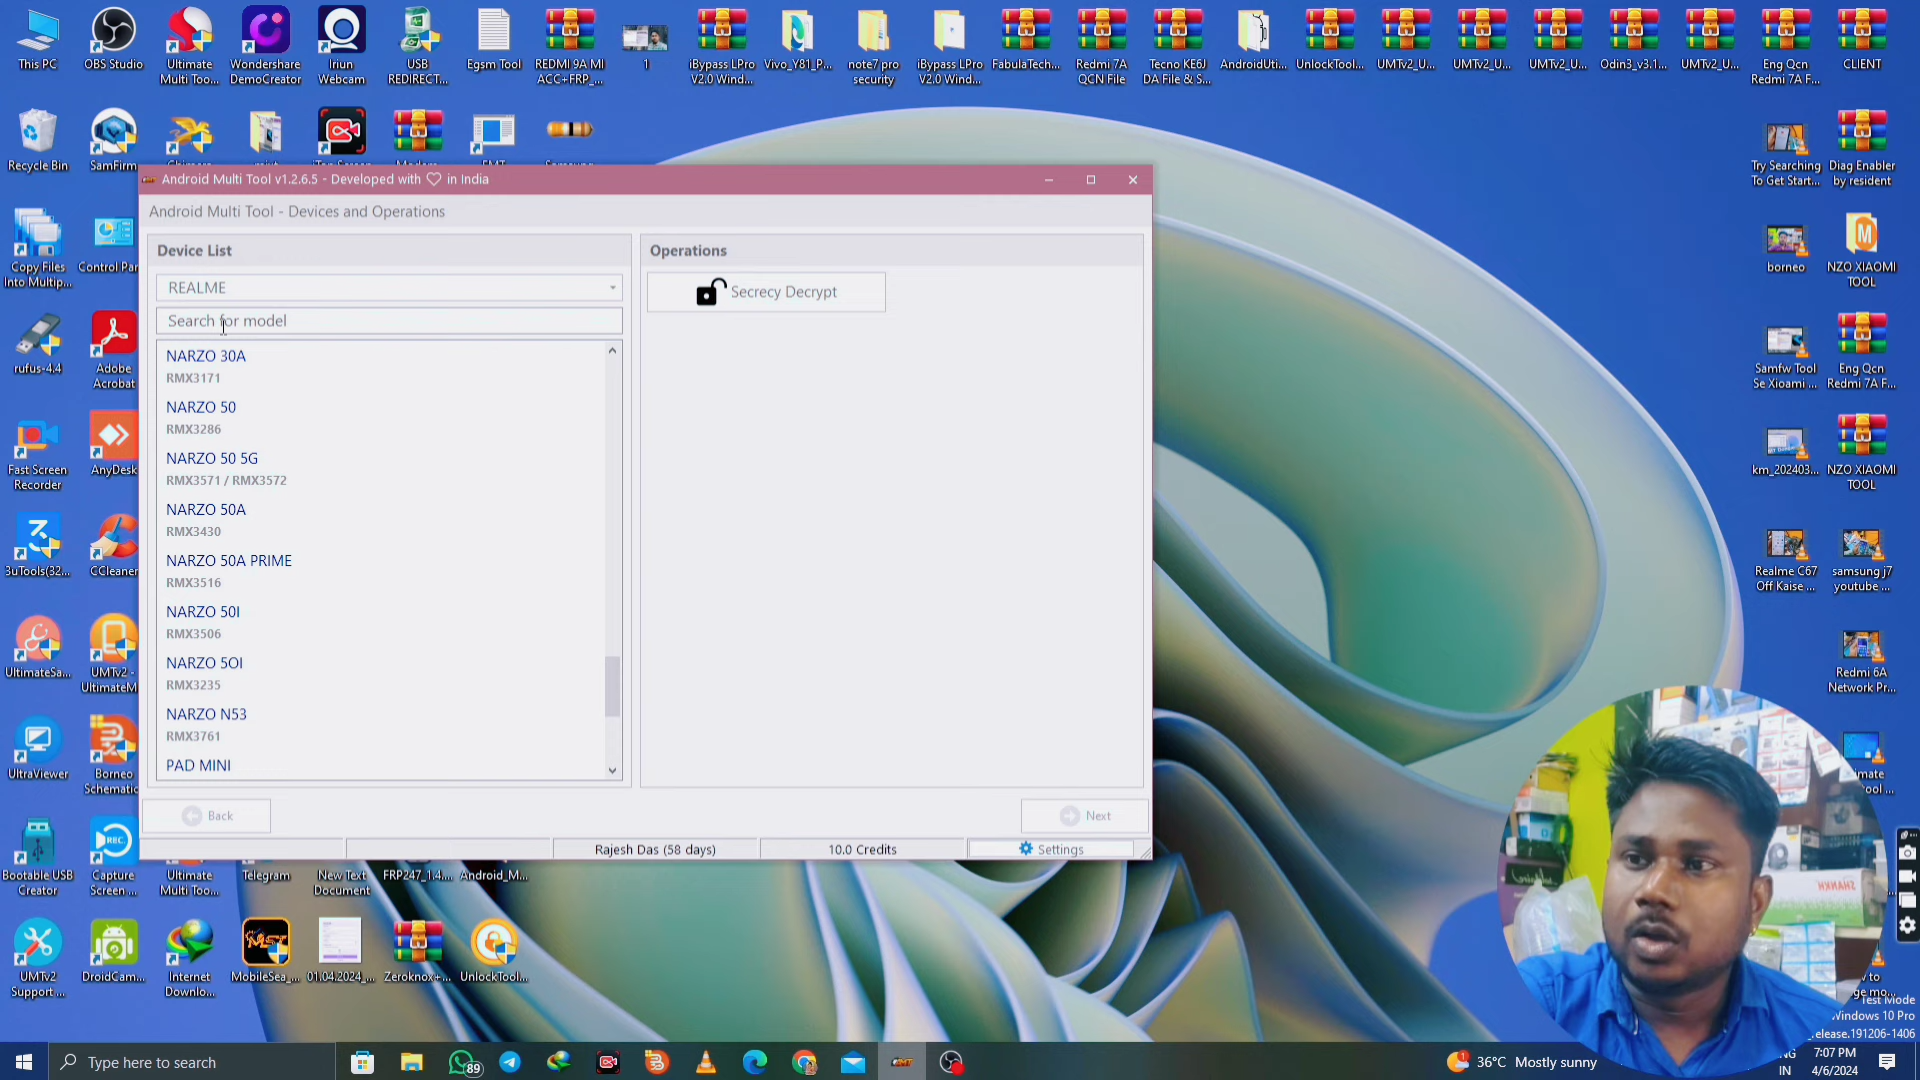 This PC
OBS Studio
Ultimate
Multi Too...
Wondershare
DemoCreator
Iriun
Webcam
USB
REDIRECT...
Egsm Tool
REDMI 9A MI
ACC+FRP_...
1
iBypass LPro
V2.0 Wind...
Vivo_Y81_P...
note7 pro
security
iBypass LPro
V2.0 Wind...
FabulaTech...
Redmi 7A
QCN File
Tecno KE6J
DA File & S...
AndroidUti...
UnlockTool...
UMTv2_U...
UMTv2_U...
UMTv2_U...
Odin3_v3.1...
UMTv2_U...
Eng Qcn
Redmi 7A F...
CLIENT
Recycle Bin
SamFirm
Try Searching
To Get Start...
Diag Enabler
by resident
Android Multi Tool v1.2.6.5 - Developed with ♡ in India
Android Multi Tool - Devices and Operations
Device List
Operations
REALME
Secrecy Decrypt
Search for model
NARZO 30A
RMX3171
NARZO 50
RMX3286
NARZO 50 5G
RMX3571 / RMX3572
NARZO 50A
RMX3430
NARZO 50A PRIME
RMX3516
NARZO 50I
RMX3506
NARZO 5OI
RMX3235
NARZO N53
RMX3761
PAD MINI
Back
Next
Rajesh Das (58 days)
10.0 Credits
Settings
Copy Files
Into Multip...
Control Pan
borneo
NZO XIAOMI
TOOL
rufus-4.4
Adobe
Acrobat
Samfw Tool
Se Xioami ...
Eng Qcn
Redmi 7A F...
Fast Screen
Recorder
AnyDesk
km_202403...
NZO XIAOMI
TOOL
3uTools(32...
CCleaner
Realme C67
Off Kaise ...
samsung j7
youtube ...
UltimateSa...
UMTv2 -
UltimateM
Redmi 6A
Network Pr...
UltraViewer
Borneo
Schematic
Bootable USB
Creator
Capture
Screen ...
Ultimate
Multi Too...
Telegram
New Text
Document
FRP247_1.4...
Android_M...
REC.
UMTv2
Support ...
DroidCam...
Internet
Downlo...
MobileSea_...
01.04.2024_...
Zeroknox+...
UnlockTool...
Test Mode
Windows 10 Pro
elease.191206-1406
Type here to search
89
1
36°C Mostly sunny
IN
7:07 PM
4/6/2024